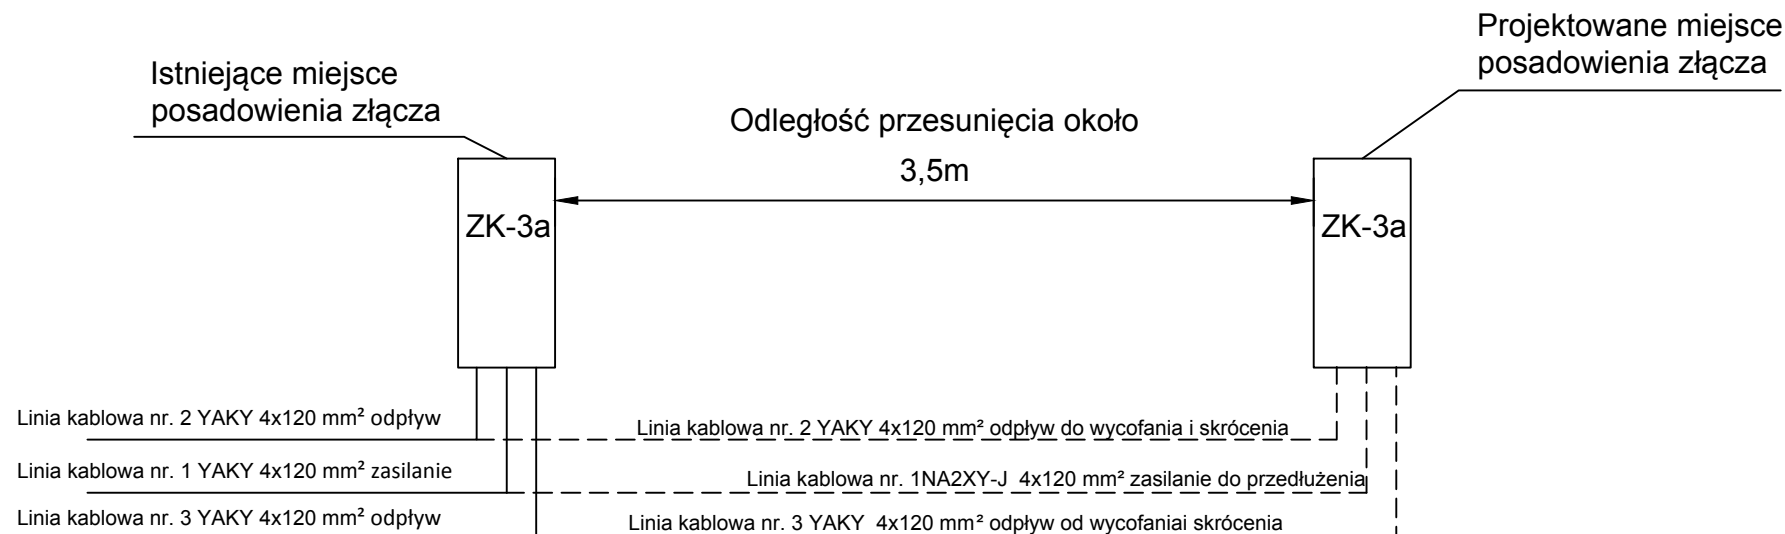 Istniejące miejsce
posadowienia złącza
Projektowane miejsce
posadowienia złącza
Odległość przesunięcia około
3,5m
ZK-3a
ZK-3a
Linia kablowa nr. 2 YAKY 4x120 mm² odpływ
Linia kablowa nr. 2 YAKY 4x120 mm² odpływ do wycofania i skrócenia
Linia kablowa nr. 1 YAKY 4x120 mm² zasilanie
Linia kablowa nr. 1NA2XY-J 4x120 mm² zasilanie do przedłużenia
Linia kablowa nr. 3 YAKY 4x120 mm² odpływ
Linia kablowa nr. 3 YAKY 4x120 mm² odpływ od wycofaniai skrócenia